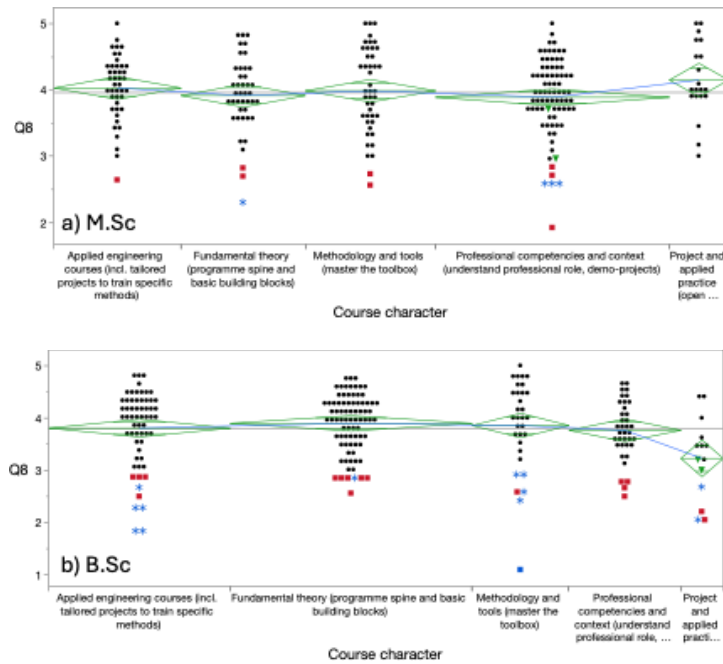 5
4
Q8
3
2
a) M.Sc
Applied engineering
courses (incl. tailored
projects to train specific
methods)
Fundamental theory
(programme spine and
basic building blocks)
Methodology and tools
(master the toolbox)
Professional competencies and context
(understand professional role, demo-projects)
Project and
applied
practice
(open ...
Course character
5
4
Q8
3
2
1
b) B.Sc
Applied engineering courses (incl.
tailored projects to train specific
methods)
Fundamental theory (programme spine and basic
building blocks)
Methodology and
tools (master the
toolbox)
Professional
competencies and
context (understand
professional role, ...
Project
and
applied
practi...
Course character